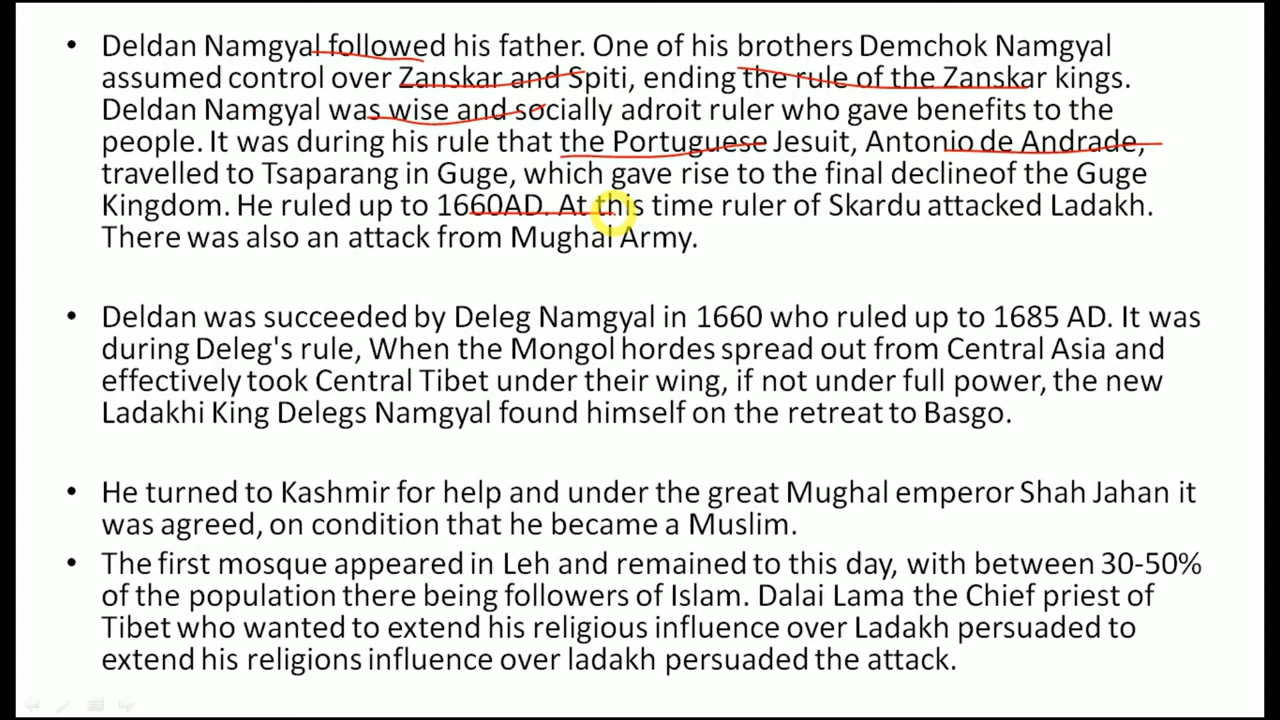 • Deldan Namgyal followed his father. One of his brothers Demchok Namgyal
assumed control over Zanskar and Spiti, ending the rule of the Zanskar kings.
Deldan Namgyal was wise and socially adroit ruler who gave benefits to the
people. It was during his rule that the Portuguese Jesuit, Antonio de Andrade,
travelled to Tsaparang in Guge, which gave rise to the final declineof the Guge
Kingdom. He ruled up to 1660AD. At this time ruler of Skardu attacked Ladakh.
There was also an attack from Mughal Army.
• Deldan was succeeded by Deleg Namgyal in 1660 who ruled up to 1685 AD. It was
during Deleg's rule, When the Mongol hordes spread out from Central Asia and
effectively took Central Tibet under their wing, if not under full power, the new
Ladakhi King Delegs Namgyal found himself on the retreat to Basgo.
• He turned to Kashmir for help and under the great Mughal emperor Shah Jahan it
was agreed, on condition that he became a Muslim.
• The first mosque appeared in Leh and remained to this day, with between 30-50%
of the population there being followers of Islam. Dalai Lama the Chief priest of
Tibet who wanted to extend his religious influence over Ladakh persuaded to
extend his religions influence over ladakh persuaded the attack.